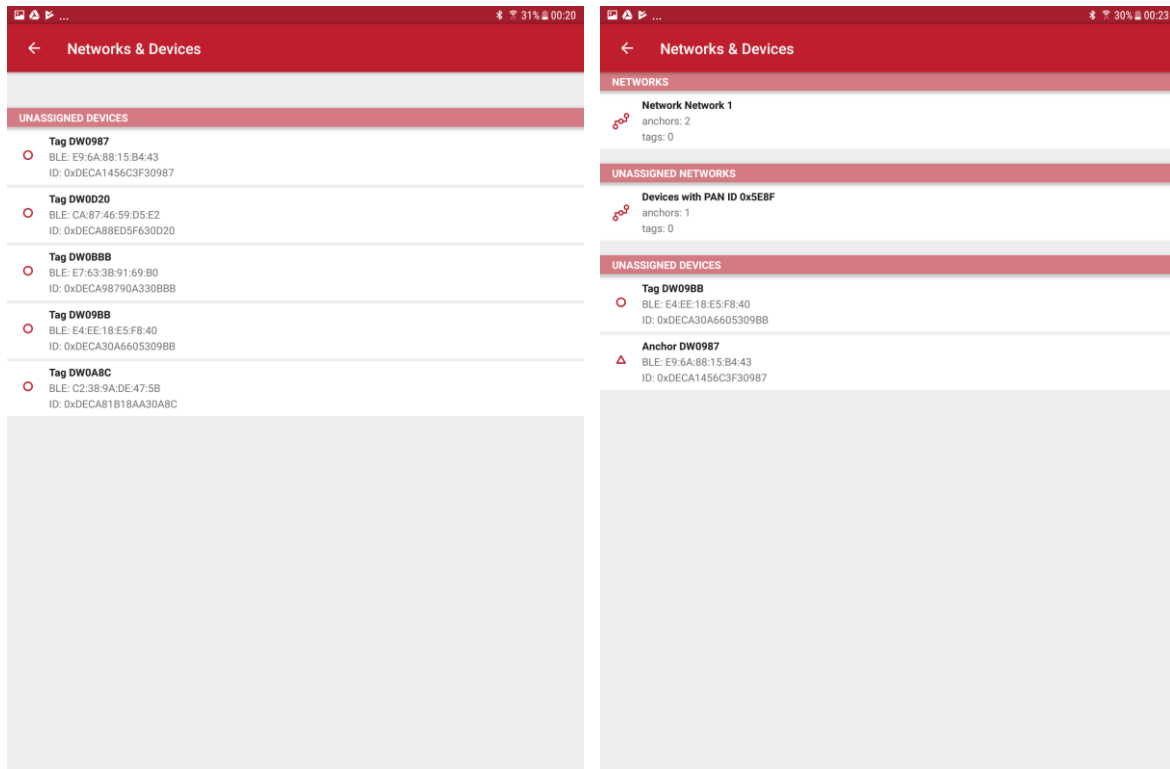 ... 31% 00:20
Networks & Devices
UNASSIGNED DEVICES
Tag DW0987
BLE: E9:6A:88:15:B4:43
ID: 0xDECA1456C3F30987
Tag DW0D20
BLE: CA:87:46:59:D5:E2
ID: 0xDECA88ED5F630D20
Tag DW0BBB
BLE: E7:63:3B:91:69:B0
ID: 0xDECA98790A330BBB
Tag DW09BB
BLE: E4:EE:18:E5:F8:40
ID: 0xDECA30A6605309BB
Tag DW0A8C
BLE: C2:38:9A:DE:47:5B
ID: 0xDECA81B18AA30A8C
... 30% 00:23
Networks & Devices
NETWORKS
Network Network 1
anchors: 2
tags: 0
UNASSIGNED NETWORKS
Devices with PAN ID 0x5E8F
anchors: 1
tags: 0
UNASSIGNED DEVICES
Tag DW09BB
BLE: E4:EE:18:E5:F8:40
ID: 0xDECA30A6605309BB
Anchor DW0987
BLE: E9:6A:88:15:B4:43
ID: 0xDECA1456C3F30987